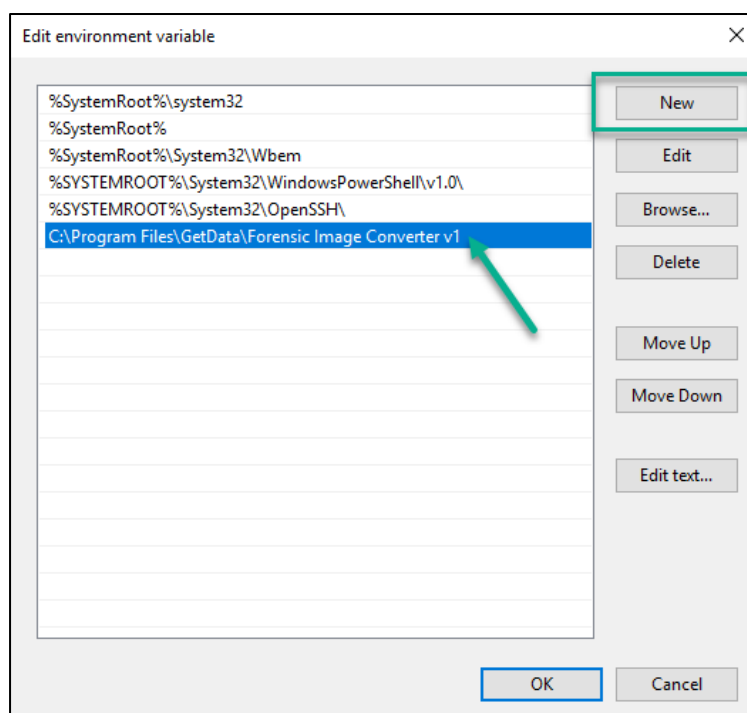 Edit environment variable
%SystemRoot%\system32
%SystemRoot%
%SystemRoot%\System32\Wbem
%SYSTEMROOT%\System32\WindowsPowerShell\v1.0\
%SYSTEMROOT%\System32\OpenSSH\
C:\Program Files\GetData\Forensic Image Converter v1
New
Edit
Browse...
Delete
Move Up
Move Down
Edit text...
OK
Cancel